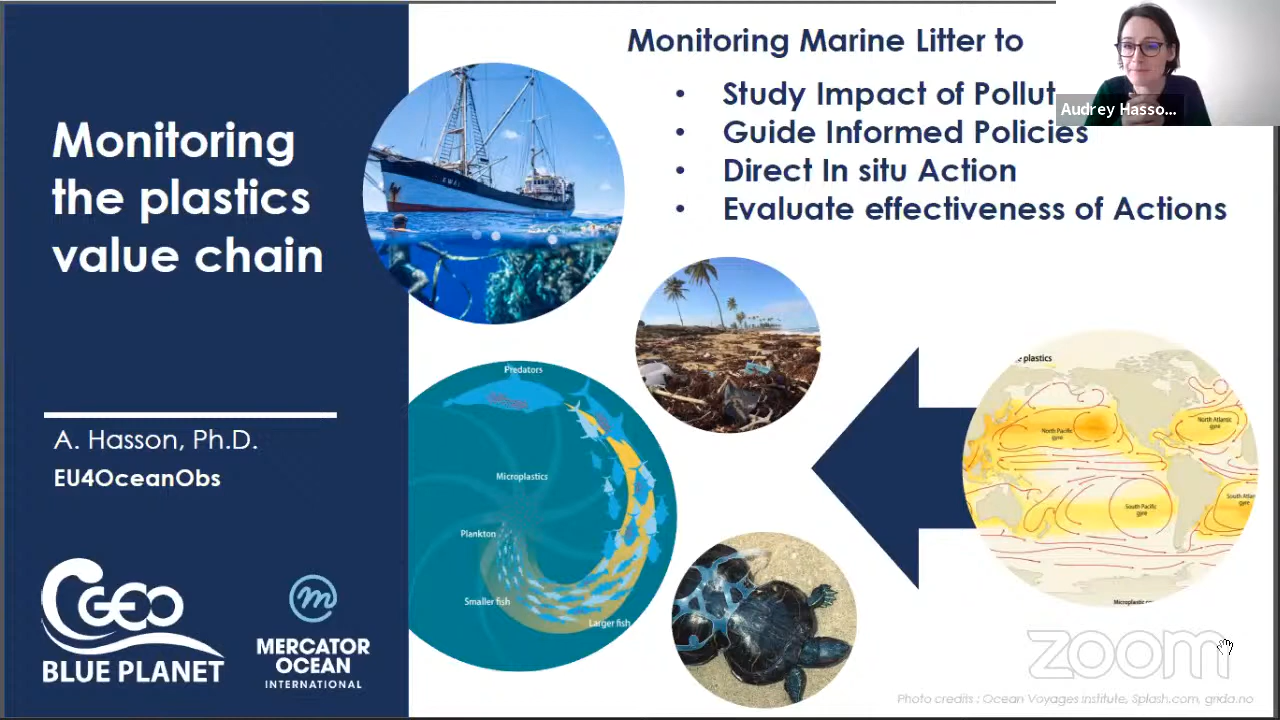 Monitoring
the plastics
value chain
A. Hasson, Ph.D.
EU4OceanObs
GEO
BLUE PLANET
MERCATOR
OCEAN
INTERNATIONAL
Monitoring Marine Litter to
• Study Impact of Pollut
• Guide Informed Policies
• Direct In situ Action
• Evaluate effectiveness of Actions
Audrey Hasso...
KWAI
Predators
Microplastics
Plankton
Smaller fish
Larger fish
plastics
North Pacific
gyre
North Atlantic
gyre
South Pacific
gyre
South Atlan
gyre
Microplastic
zoom
Photo credits : Ocean Voyages Institute, Splash.com, grida.no